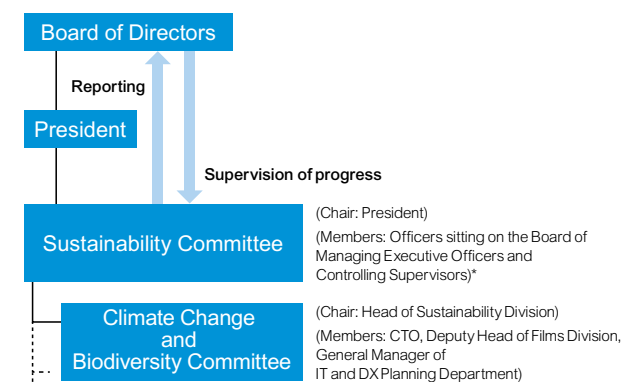 Board of Directors
Reporting
President
Supervision of progress
Sustainability Committee
(Chair: President)
(Members: Officers sitting on the Board of
Managing Executive Officers and
Controlling Supervisors)*
Climate Change
and
Biodiversity Committee
(Chair: Head of Sustainability Division)
(Members: CTO, Deputy Head of Films Division,
General Manager of
IT and DX Planning Department)